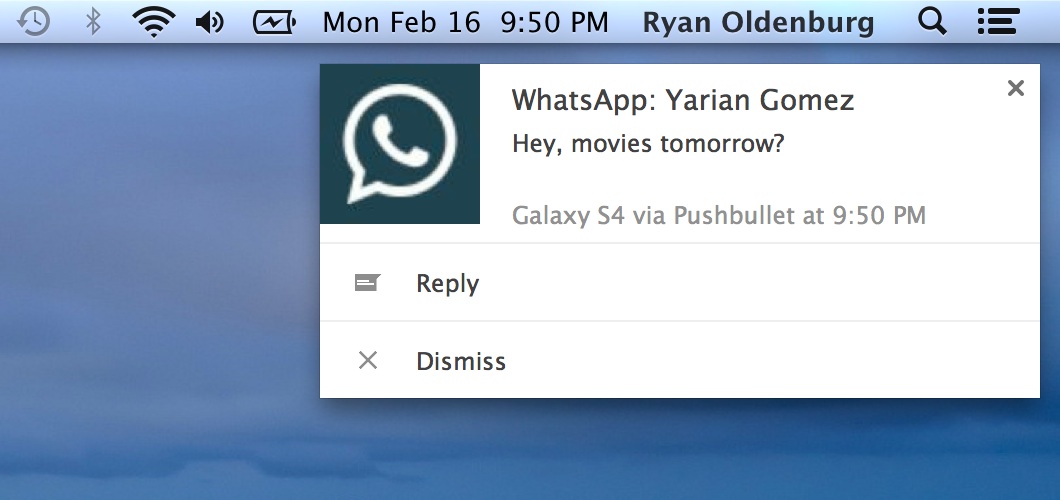 Mon Feb 16 9:50 PM Ryan Oldenburg
WhatsApp: Yarian Gomez
Hey, movies tomorrow?
Galaxy S4 via Pushbullet at 9:50 PM
Reply
Dismiss